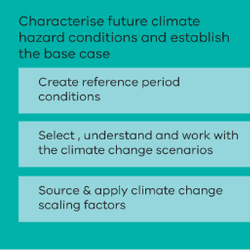 Characterise future climate
hazard conditions and establish
the base case
Create reference period
conditions
Select , understand and work with
the climate change scenarios
Source & apply climate change
scaling factors